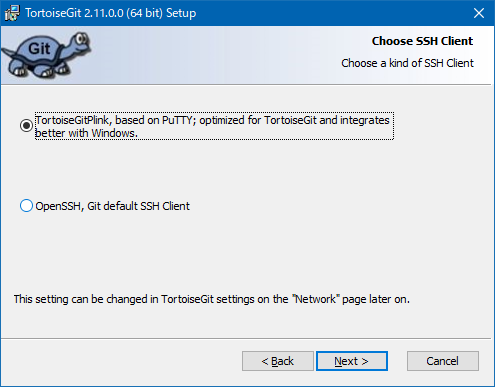 TortoiseGit 2.11.0.0 (64 bit) Setup
Git
Choose SSH Client
Choose a kind of SSH Client
TortoiseGitPlink, based on PuTTY; optimized for TortoiseGit and integrates
better with Windows.
OpenSSH, Git default SSH Client
This setting can be changed in TortoiseGit settings on the "Network" page later on.
< Back Next > Cancel